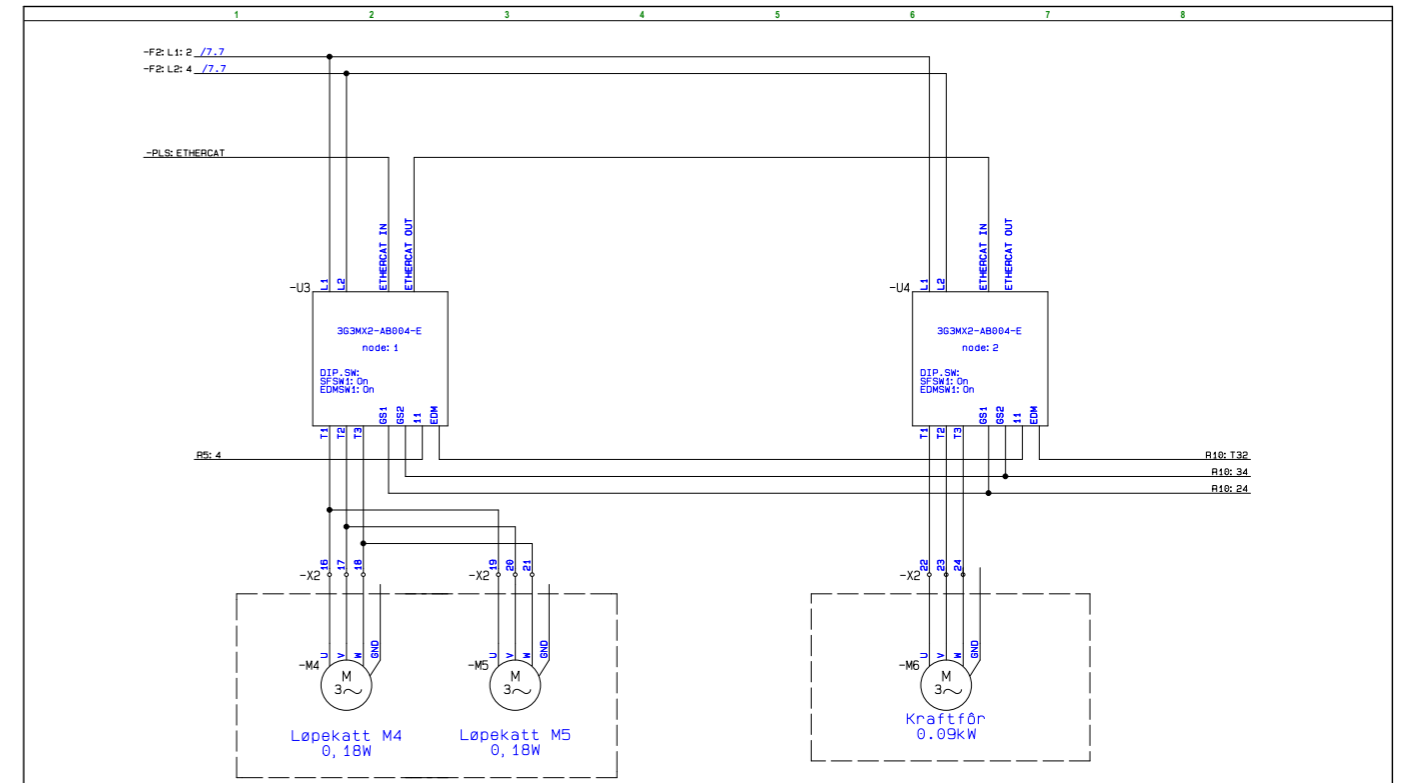 1 2 3 4 5 6 7 8
-F2: L1: 2 /7.7
-F2: L2: 4 /7.7
-PLS: ETHERCAT
-U3 L1 L2 ETHERCAT IN ETHERCAT OUT
3G3MX2-AB004-E
node: 1
DIP.SW:
SFSW1: On
EDMSW1: On
T1 T2 T3 GS1 GS2 11 EDM
-U4 L1 L2 ETHERCAT IN ETHERCAT OUT
3G3MX2-AB004-E
node: 2
DIP.SW:
SFSW1: On
EDMSW1: On
T1 T2 T3 GS1 GS2 11 EDM
R5: 4
R10: T32
R10: 34
R10: 24
-X2 16 17 18
-X2 19 20 21
-X2 22 23 24
-M4 U V W GND
M
3~
Løpekatt M4
0,18W
-M5 U V W GND
M
3~
Løpekatt M5
0,18W
-M6 U V W GND
M
3~
Kraftfôr
0.09kW